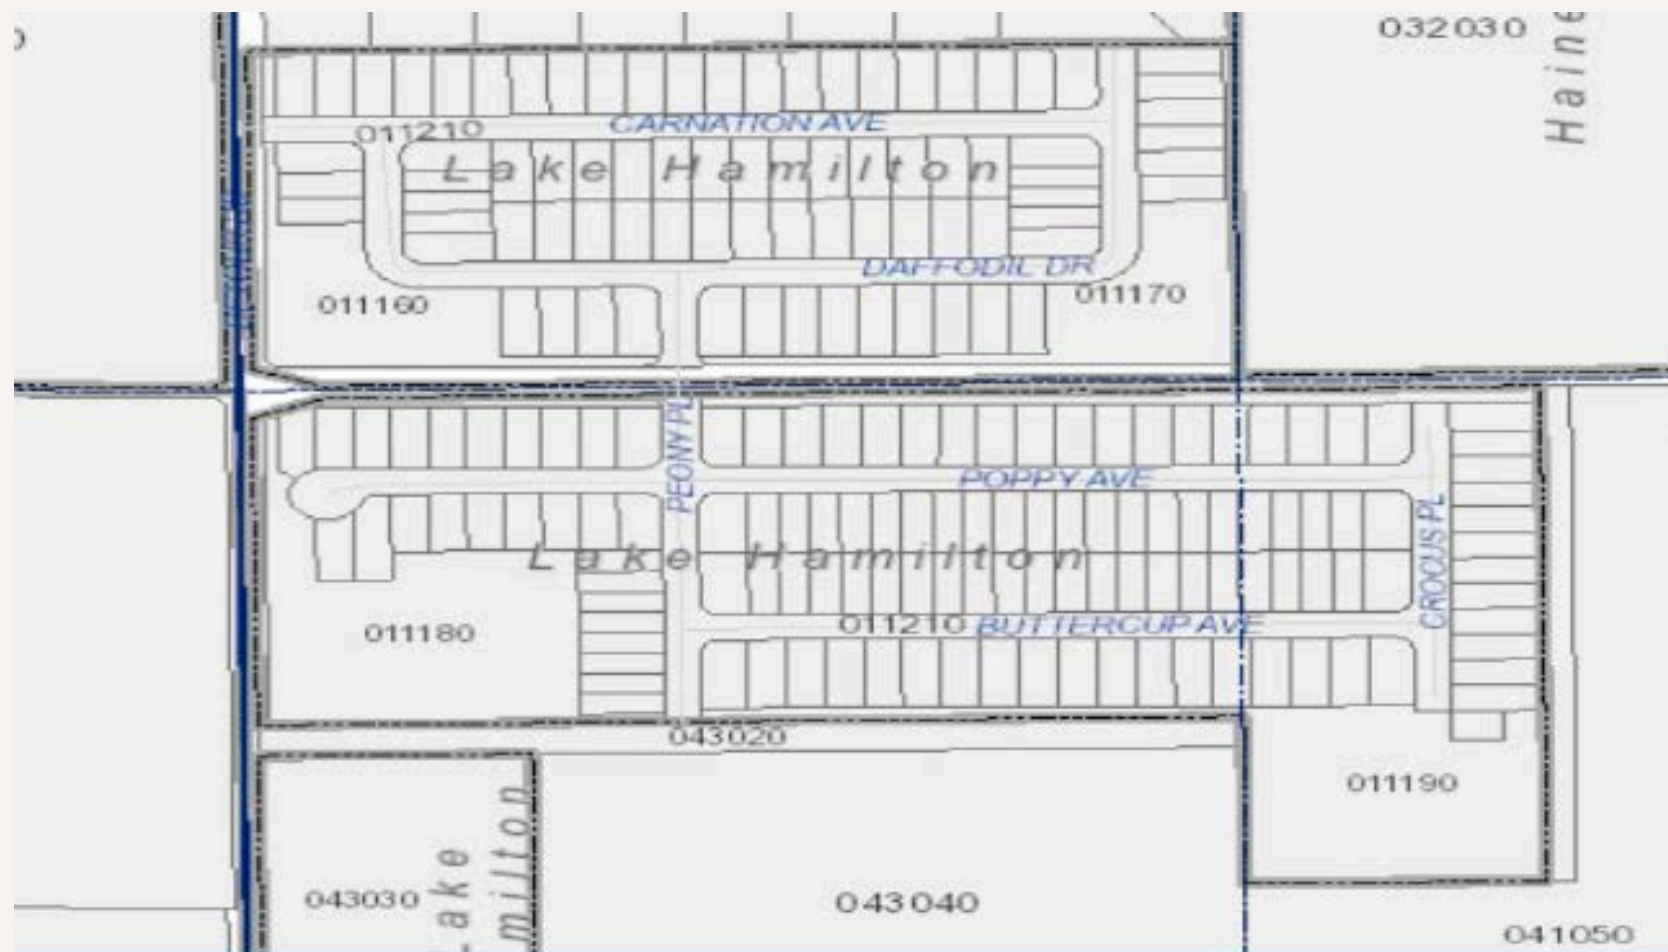 032030
Haine
011210
CARNATION AVE
Lake Hamilton
DAFFODIL DR
011160
011170
PEONY PL
POPPY AVE
CROCUS PL
Lake Hamilton
011180
011210
BUTTERCUP AVE
043020
011190
043030
Lake
milton
043040
041050